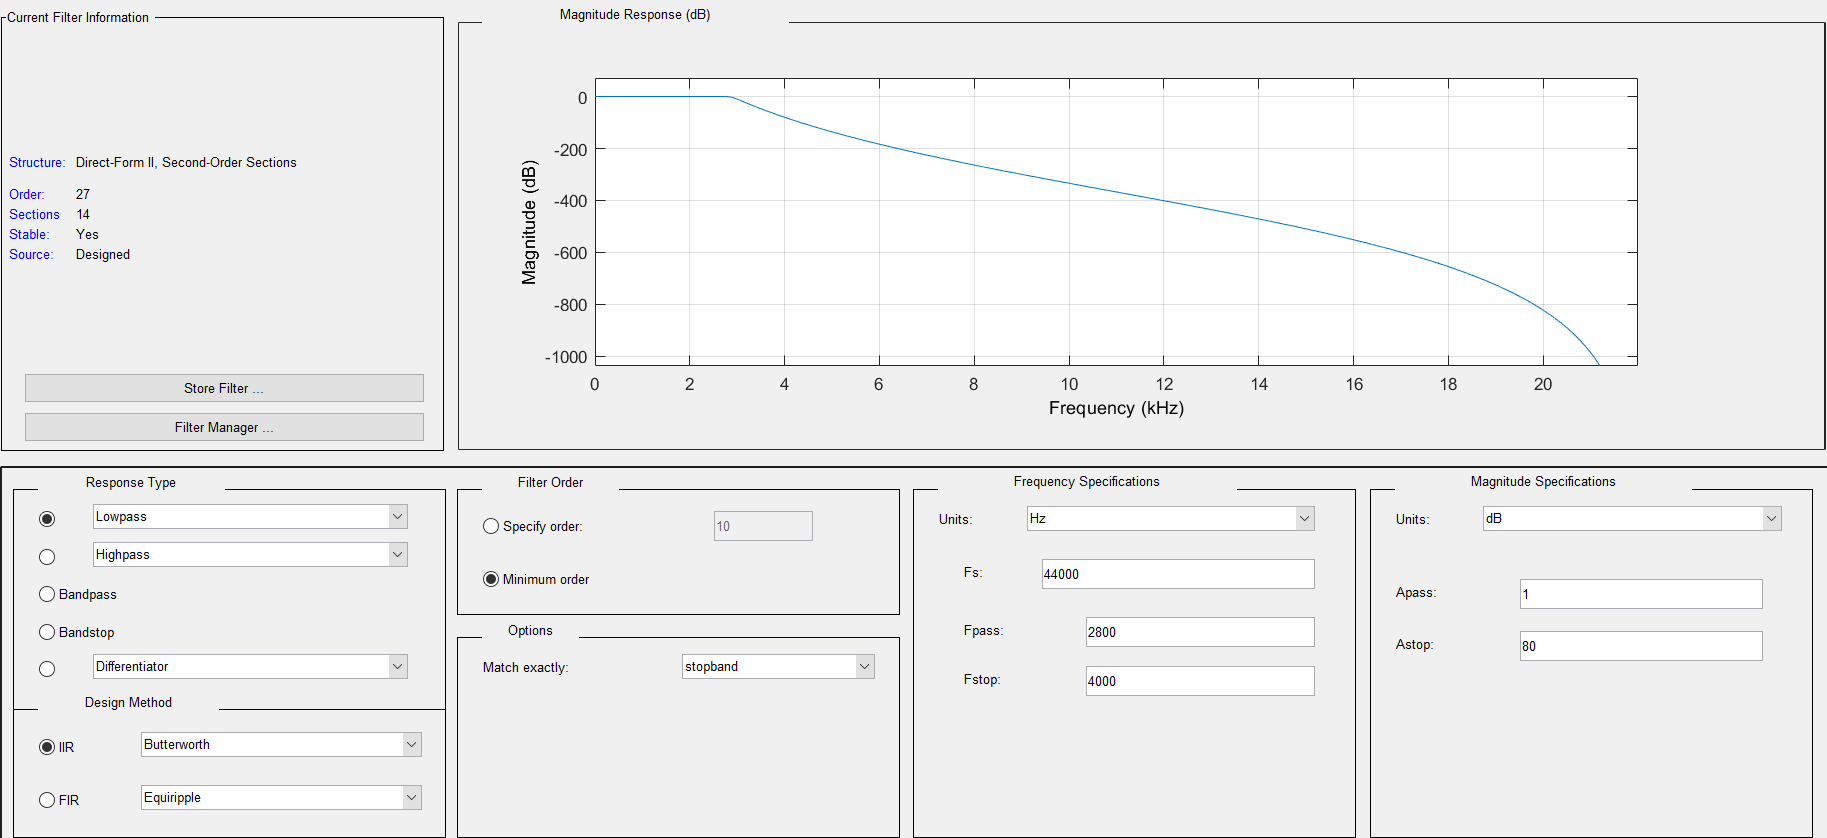 Current Filter Information
Structure: Direct-Form II, Second-Order Sections
Order: 27
Sections 14
Stable: Yes
Source: Designed
Store Filter ...
Filter Manager ...
Magnitude Response (dB)
0
-200
-400
-600
-800
-1000
Magnitude (dB)
0 2 4 6 8 10 12 14 16 18 20
Frequency (kHz)
Response Type
Lowpass
Highpass
Bandpass
Bandstop
Differentiator
Design Method
IIR Butterworth
FIR Equiripple
Filter Order
Specify order: 10
Minimum order
Options
Match exactly: stopband
Frequency Specifications
Units: Hz
Fs: 44000
Fpass: 2800
Fstop: 4000
Magnitude Specifications
Units: dB
Apass: 1
Astop: 80